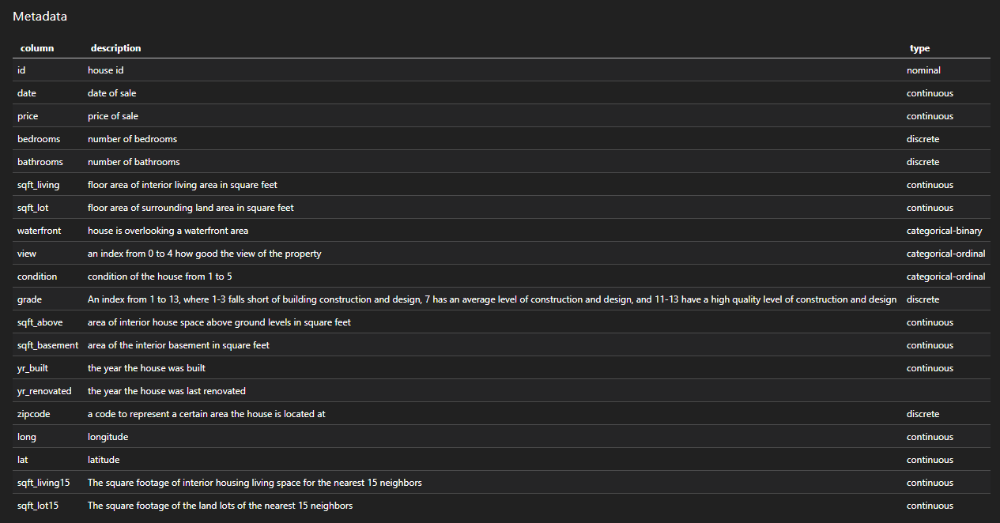 Metadata
column description type
id house id nominal
date date of sale continuous
price price of sale continuous
bedrooms number of bedrooms discrete
bathrooms number of bathrooms discrete
sqft_living floor area of interior living area in square feet continuous
sqft_lot floor area of surrounding land area in square feet continuous
waterfront house is overlooking a waterfront area categorical-binary
view an index from 0 to 4 how good the view of the property categorical-ordinal
condition condition of the house from 1 to 5 categorical-ordinal
grade An index from 1 to 13, where 1-3 falls short of building construction and design, 7 has an average level of construction and design, and 11-13 have a high quality level of construction and design discrete
sqft_above area of interior house space above ground levels in square feet continuous
sqft_basement area of the interior basement in square feet continuous
yr_built the year the house was built continuous
yr_renovated the year the house was last renovated
zipcode a code to represent a certain area the house is located at discrete
long longitude continuous
lat latitude continuous
sqft_living15 The square footage of interior housing living space for the nearest 15 neighbors continuous
sqft_lot15 The square footage of the land lots of the nearest 15 neighbors continuous